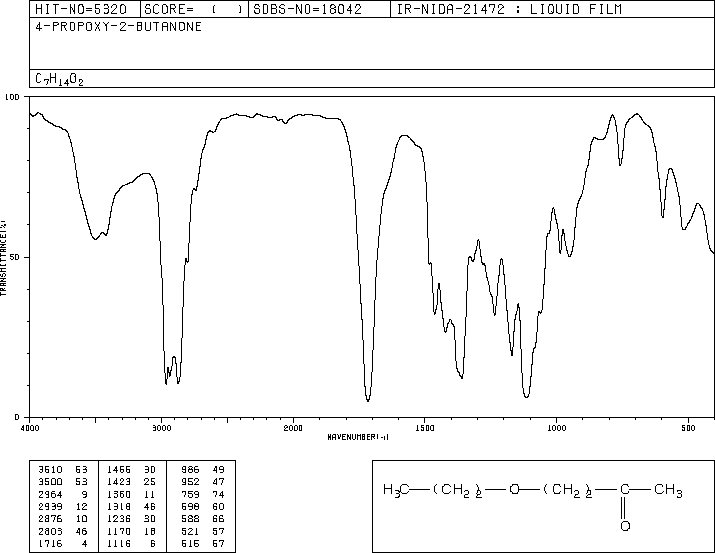 HIT-NO=5320 SCORE= ( ) SDBS-NO=18042 IR-NIDA-21472 : LIQUID FILM
4-PROPOXY-2-BUTANONE
C7H14O2
100
50
0
TRANSMITTANCE(%)
4000 3000 2000 1500 1000 500
WAVENUMBER(-1)
3510 53 1466 30 986 49
3500 53 1423 25 952 47
2964 9 1360 11 759 74
2939 12 1318 46 598 60
2876 10 1236 30 588 66
2803 46 1170 18 521 57
1716 4 1116 6 515 57
H3C—(CH2)2—O—(CH2)2—C—CH3
O